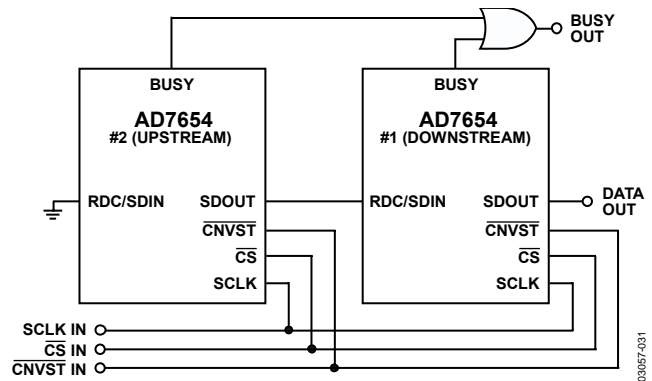 BUSY
OUT
BUSY
AD7654
#2 (UPSTREAM)
RDC/SDIN
SDOUT
CNVST
CS
SCLK
BUSY
AD7654
#1 (DOWNSTREAM)
RDC/SDIN
SDOUT
CNVST
CS
SCLK
DATA
OUT
SCLK IN
CS IN
CNVST IN
03057-031